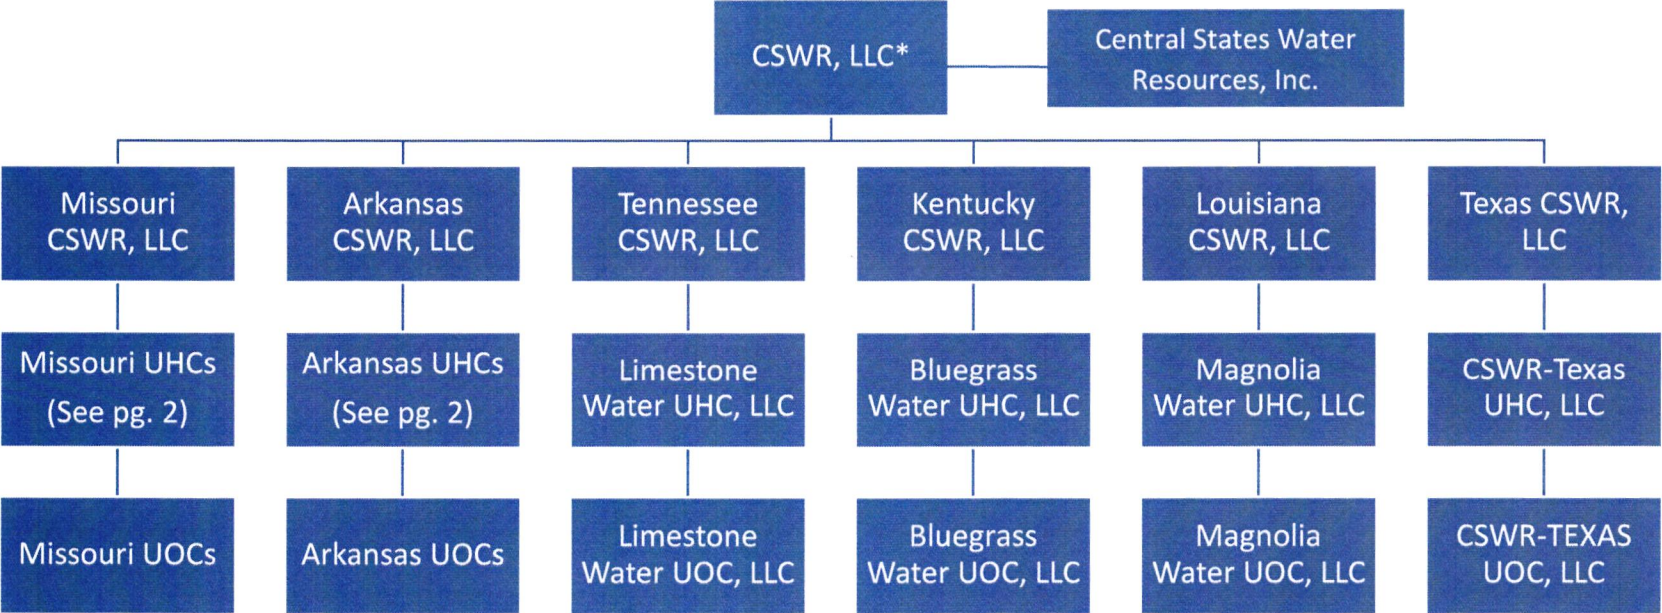 CSWR, LLC*
Central States Water
Resources, Inc.
Missouri
CSWR, LLC
Arkansas
CSWR, LLC
Tennessee
CSWR, LLC
Kentucky
CSWR, LLC
Louisiana
CSWR, LLC
Texas CSWR,
LLC
Missouri UHCs
(See pg. 2)
Arkansas UHCs
(See pg. 2)
Limestone
Water UHC, LLC
Bluegrass
Water UHC, LLC
Magnolia
Water UHC, LLC
CSWR-Texas
UHC, LLC
Missouri UOCs
Arkansas UOCs
Limestone
Water UOC, LLC
Bluegrass
Water UOC, LLC
Magnolia
Water UOC, LLC
CSWR-TEXAS
UOC, LLC